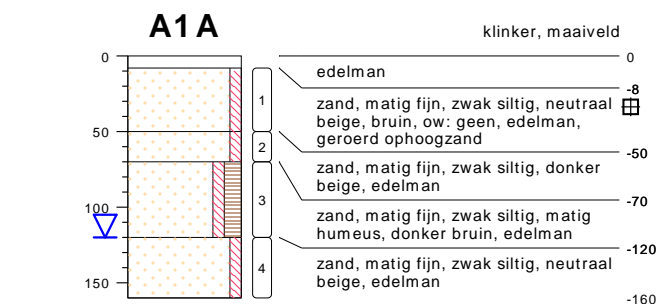 A1A
klinker, maaiveld
0
0
edelman
-8
1
zand, matig fijn, zwak siltig, neutraal
beige, bruin, ow: geen, edelman,
geroerd ophoogzand
50
2
-50
zand, matig fijn, zwak siltig, donker
beige, edelman
-70
3
100
zand, matig fijn, zwak siltig, matig
humeus, donker bruin, edelman
-120
4
zand, matig fijn, zwak siltig, neutraal
beige, edelman
150
-160